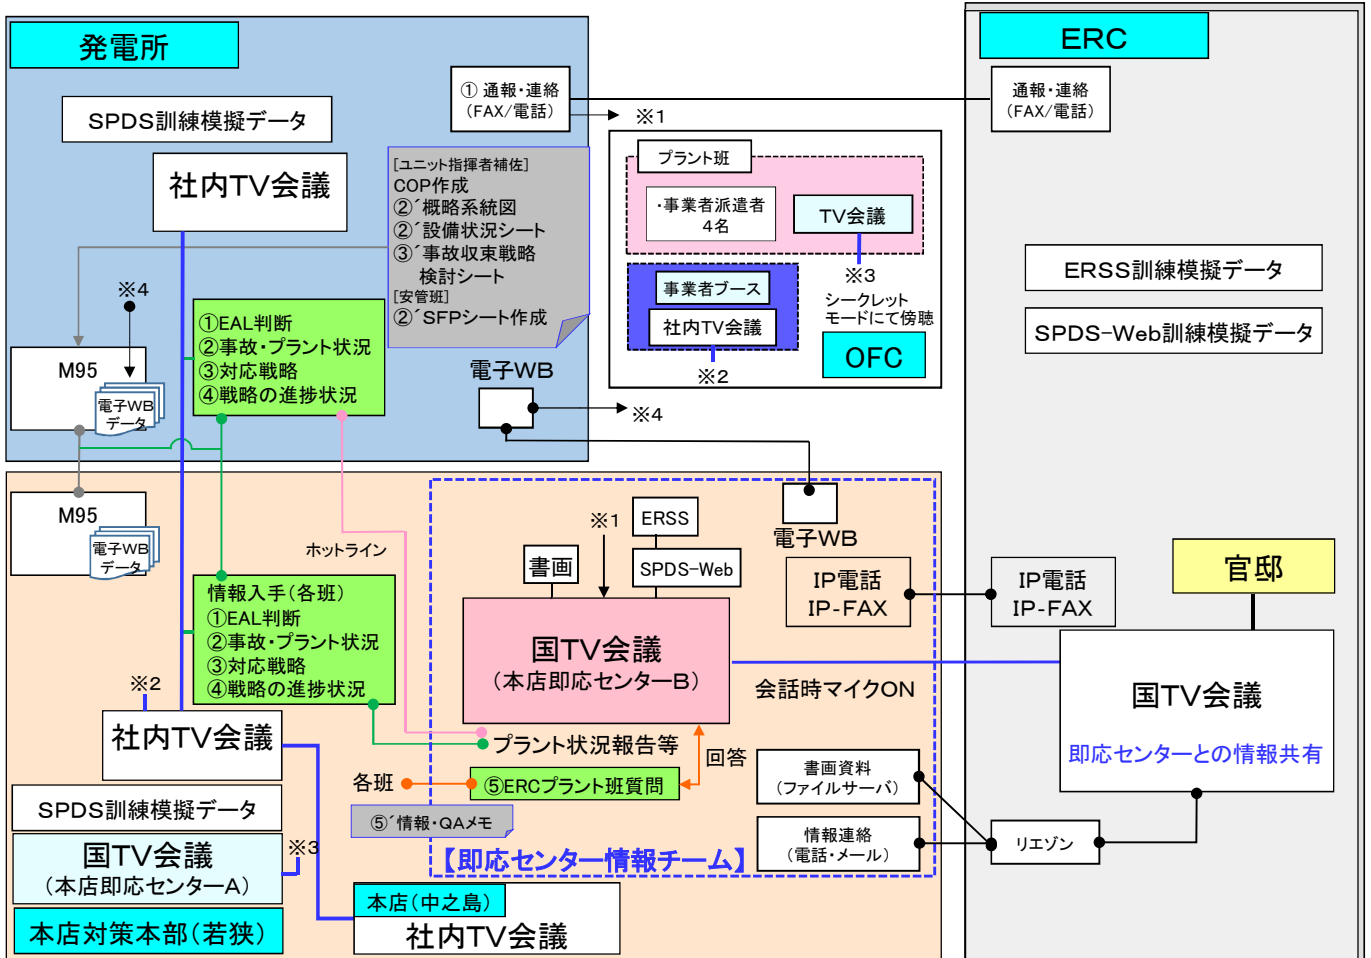 発電所
SPDS訓練模擬データ
社内TV会議
① 通報・連絡
(FAX/電話)
※1
[ユニット指揮者補佐]
COP作成
②´概略系統図
②´設備状況シート
③´事故収束戦略
検討シート
[安管班]
②´SFPシート作成
※4
①EAL判断
②事故・プラント状況
③対応戦略
④戦略の進捗状況
M95
電子WB
データ
電子WB
※4
プラント班
・事業者派遣者
4名
TV会議
※3
シークレット
モードにて傍聴
事業者ブース
社内TV会議
※2
OFC
ERC
通報・連絡
(FAX/電話)
ERSS訓練模擬データ
SPDS-Web訓練模擬データ
M95
電子WB
データ
ホットライン
情報入手(各班)
①EAL判断
②事故・プラント状況
③対応戦略
④戦略の進捗状況
※2
社内TV会議
SPDS訓練模擬データ
国TV会議
(本店即応センターA)
※3
本店対策本部(若狭)
本店(中之島)
社内TV会議
※1
書画
ERSS
SPDS-Web
電子WB
国TV会議
(本店即応センターB)
プラント状況報告等
回答
各班
⑤ERCプラント班質問
⑤´情報・QAメモ
【即応センター情報チーム】
IP電話
IP-FAX
会話時マイクON
書画資料
(ファイルサーバ)
情報連絡
(電話・メール)
IP電話
IP-FAX
官邸
国TV会議
即応センターとの情報共有
リエゾン